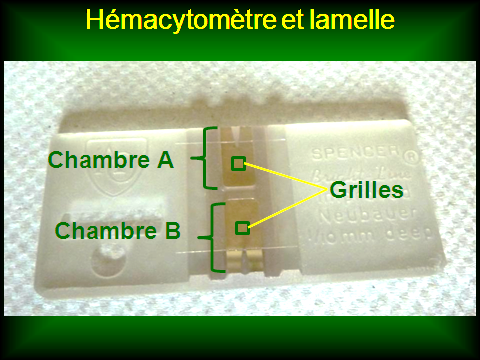 Hémacytomètre et lamelle
Chambre A
Chambre B
Grilles
SPENCER®
Neubauer
mm deep